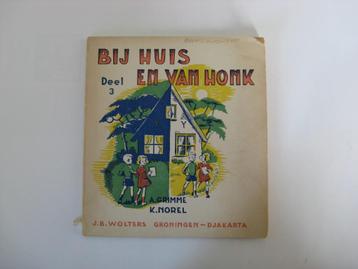 BIJ HUIS
EN VAN HONK
Deel
3
A. GRIMME
K. NOREL
J.B. WOLTERS GRONINGEN – DJAKARTA